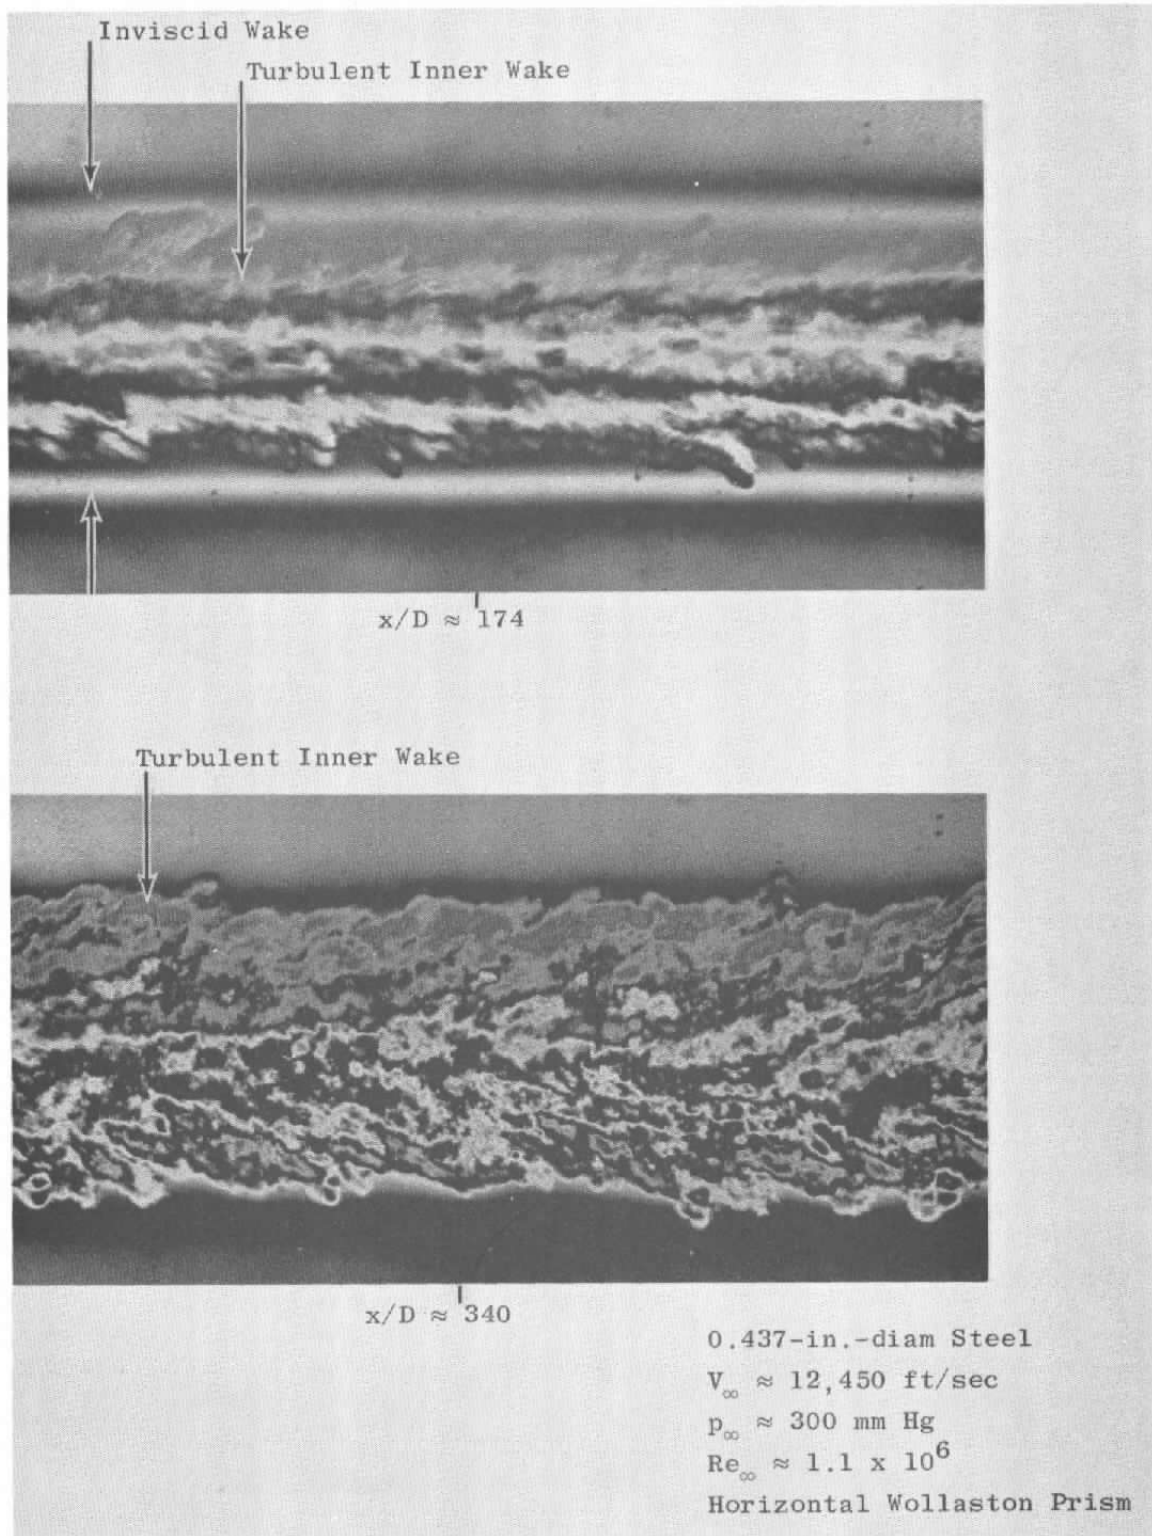 Inviscid Wake
Turbulent Inner Wake
x/D ≈ 174
Turbulent Inner Wake
x/D ≈ 340
0.437-in.-diam Steel
V∞ ≈ 12,450 ft/sec
p∞ ≈ 300 mm Hg
Re∞ ≈ 1.1 x 10⁶
Horizontal Wollaston Prism